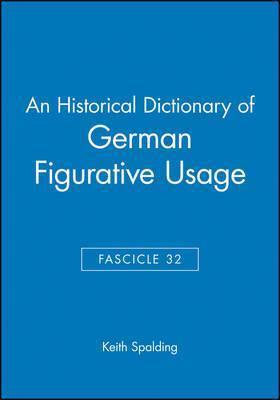 An Historical Dictionary of
German
Figurative Usage
FASCICLE 32
Keith Spalding